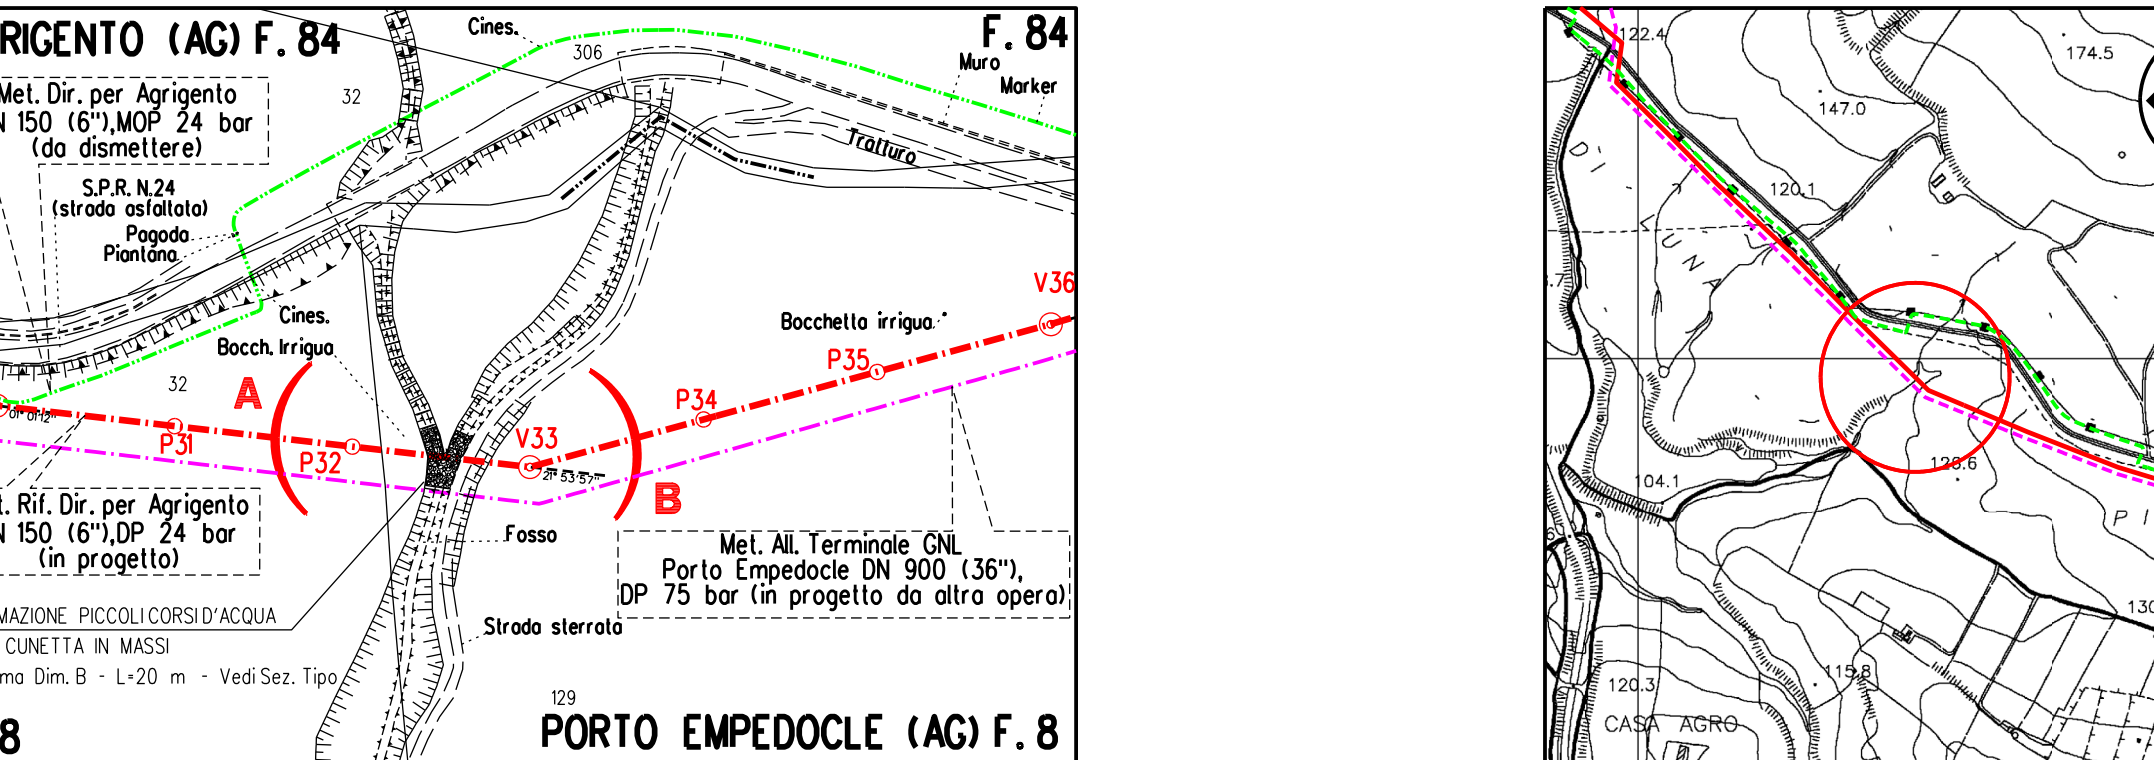 RIGENTO (AG) F. 84
Cines.
306
F. 84
Muro
Marker
32
Met. Dir. per Agrigento
N 150 (6"),MOP 24 bar
(da dismettere)
Tratturo
S.P.R. N.24
(strada asfaltata)
Pagoda
Piantana
V36
Cines.
Bocchetta irrigua
Bocch. Irrigua
P35
32
A
P34
01° 01'12"
P31
P32
V33
21° 53'57"
B
t. Rif. Dir. per Agrigento
N 150 (6"),DP 24 bar
(in progetto)
Fosso
Met. All. Terminale GNL
Porto Empedocle DN 900 (36"),
DP 75 bar (in progetto da altra opera)
MAZIONE PICCOLI CORSI D'ACQUA
CUNETTA IN MASSI
ma Dim. B - L=20 m - Vedi Sez. Tipo
Strada sterrata
129
8
PORTO EMPEDOCLE (AG) F. 8
122.4
174.5
147.0
DI
120.1
LUNA
126.6
104.1
PI
130
115.8
120.3
CASA AGRO